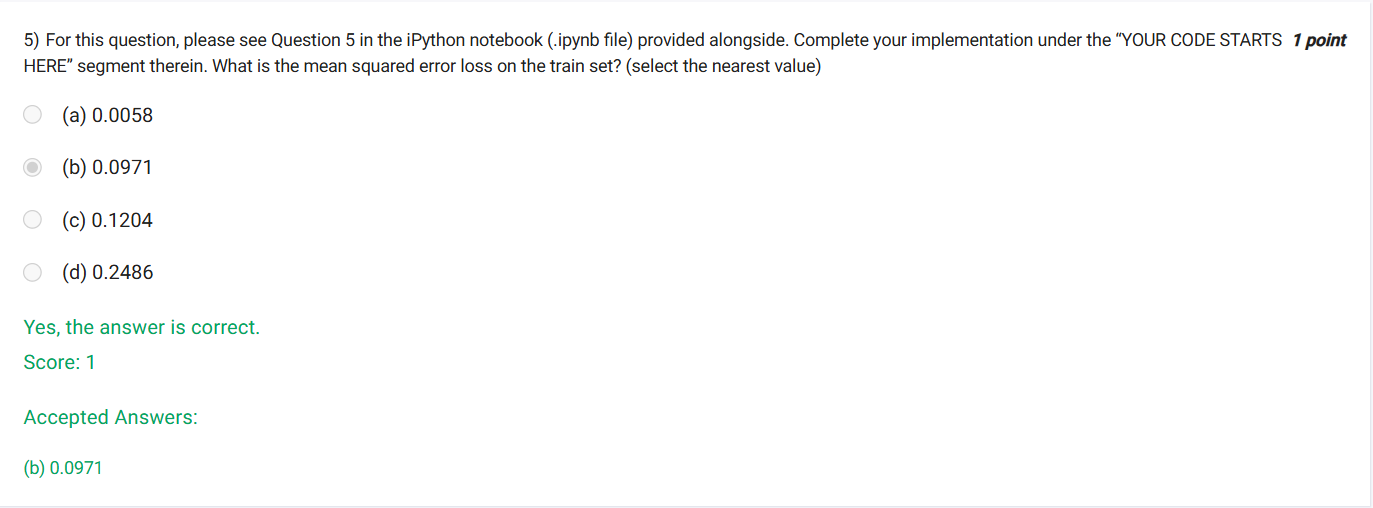 5) For this question, please see Question 5 in the iPython notebook (.ipynb file) provided alongside. Complete your implementation under the “YOUR CODE STARTS 1 point
HERE” segment therein. What is the mean squared error loss on the train set? (select the nearest value)
(a) 0.0058
(b) 0.0971
(c) 0.1204
(d) 0.2486
Yes, the answer is correct.
Score: 1
Accepted Answers:
(b) 0.0971